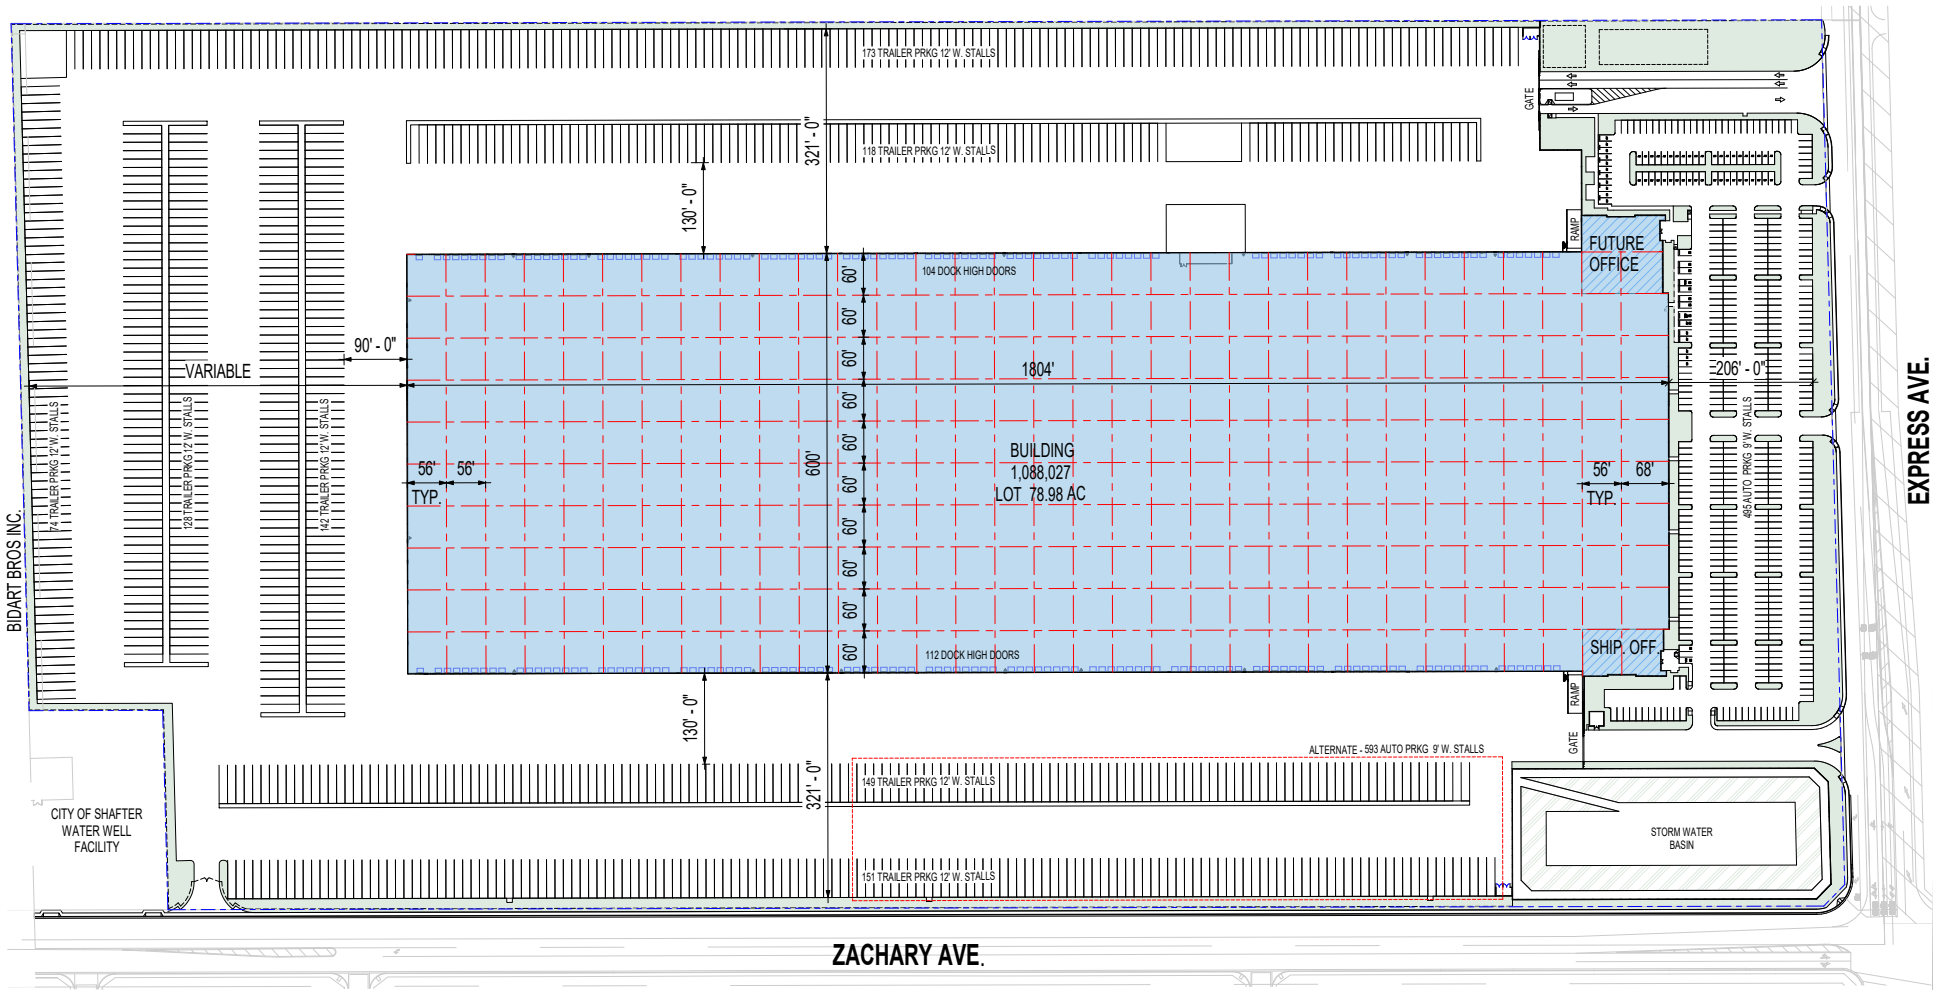 173 TRAILER PRKG 12' W. STALLS
GATE
321' - 0"
118 TRAILER PRKG 12' W. STALLS
130' - 0"
RAMP
FUTURE
OFFICE
104 DOCK HIGH DOORS
60'
60'
60'
60'
60'
60'
60'
60'
60'
60'
90' - 0"
VARIABLE
1804'
206' - 0"
EXPRESS AVE.
74 TRAILER PRKG 12' W. STALLS
128 TRAILER PRKG 12' W. STALLS
142 TRAILER PRKG 12' W. STALLS
495 AUTO PRKG 9' W. STALLS
BUILDING
1,088,027
LOT 78.98 AC
600'
56' 56'
TYP.
56' 68'
TYP.
BIDART BROS INC.
112 DOCK HIGH DOORS
SHIP. OFF.
RAMP
130' - 0"
GATE
ALTERNATE - 593 AUTO PRKG 9' W. STALLS
321' - 0"
149 TRAILER PRKG 12' W. STALLS
CITY OF SHAFTER
WATER WELL
FACILITY
STORM WATER
BASIN
151 TRAILER PRKG 12' W. STALLS
ZACHARY AVE.